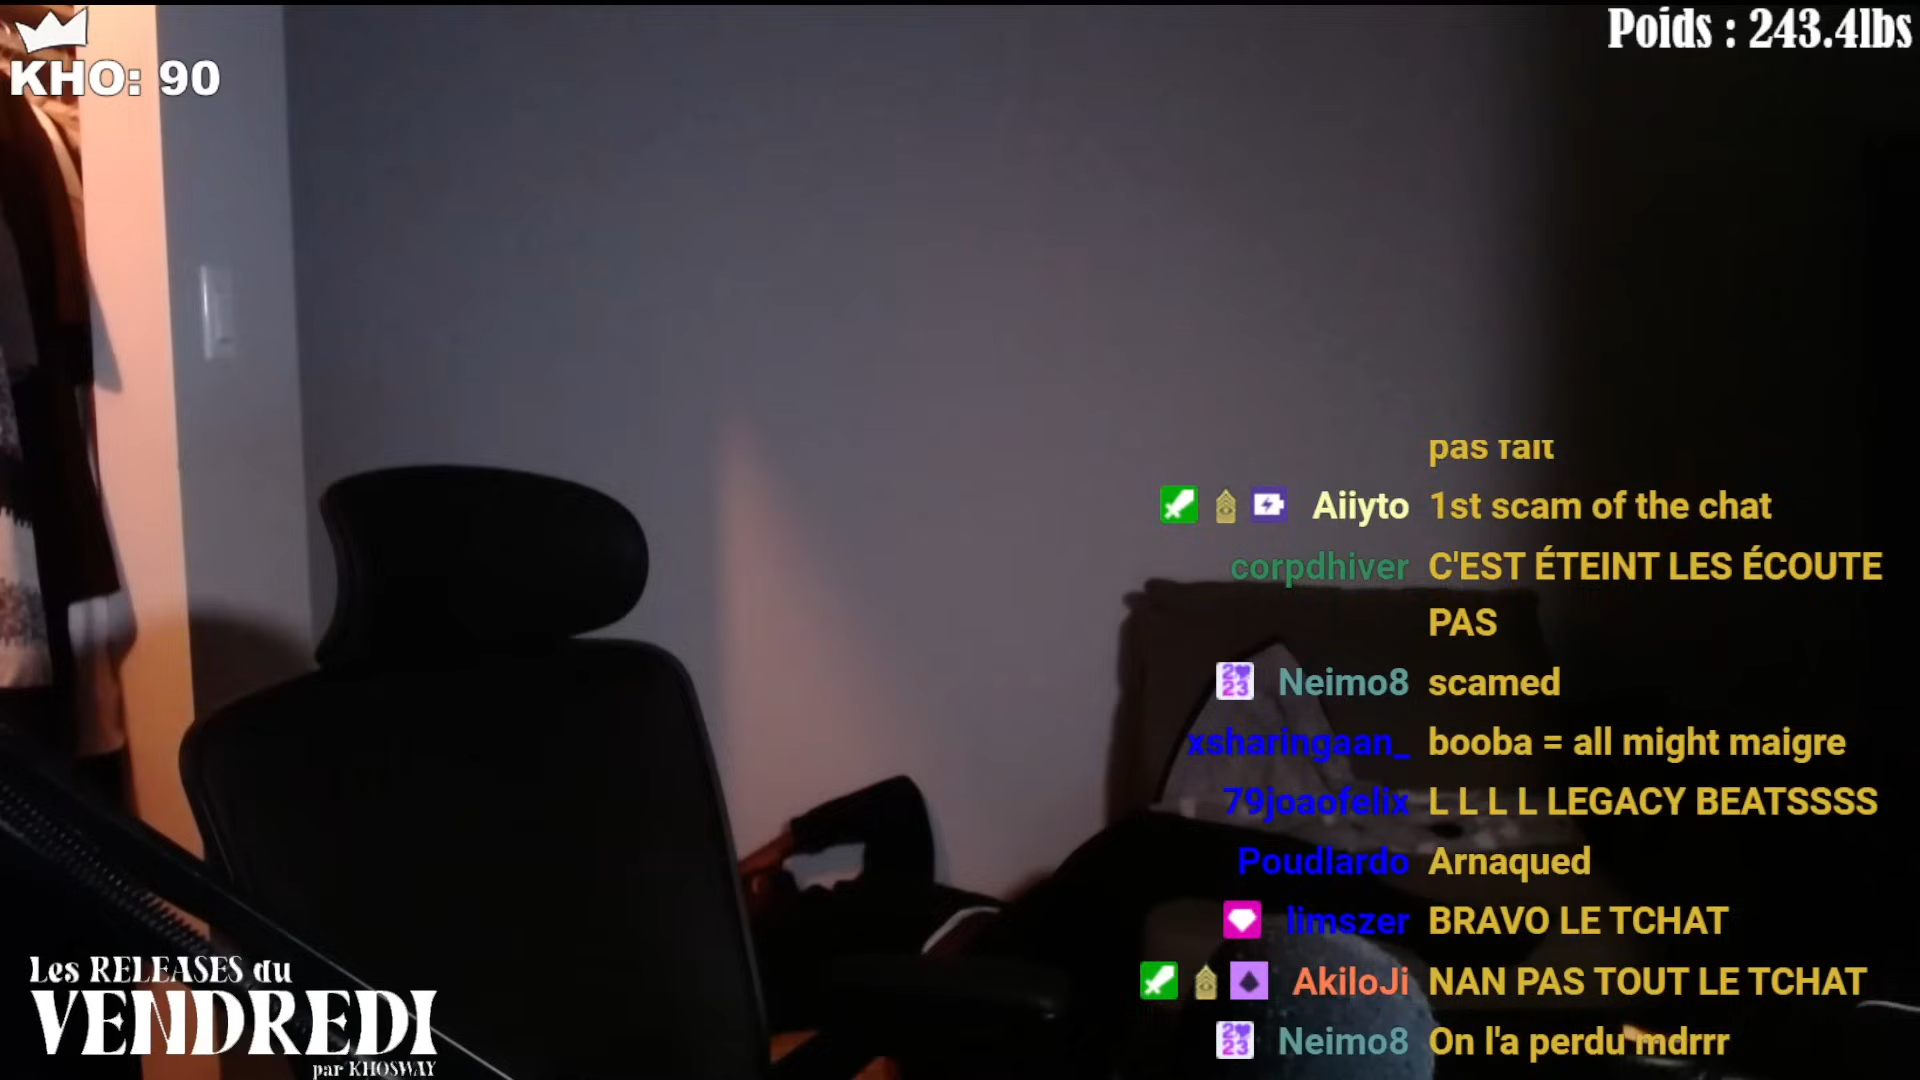 KHO: 90
Poids : 243.4lbs
pas fait
Aiiyto 1st scam of the chat
corpdhiver C'EST ÉTEINT LES ÉCOUTE
PAS
Neimo8 scamed
xsharingaan_ booba = all might maigre
79joaofelix L L L L LEGACY BEATSSSS
Poudlardo Arnaqued
limszer BRAVO LE TCHAT
AkiloJi NAN PAS TOUT LE TCHAT
Neimo8 On l'a perdu mdrrr
Les RELEASES du
VENDREDI
par KHOSWAY